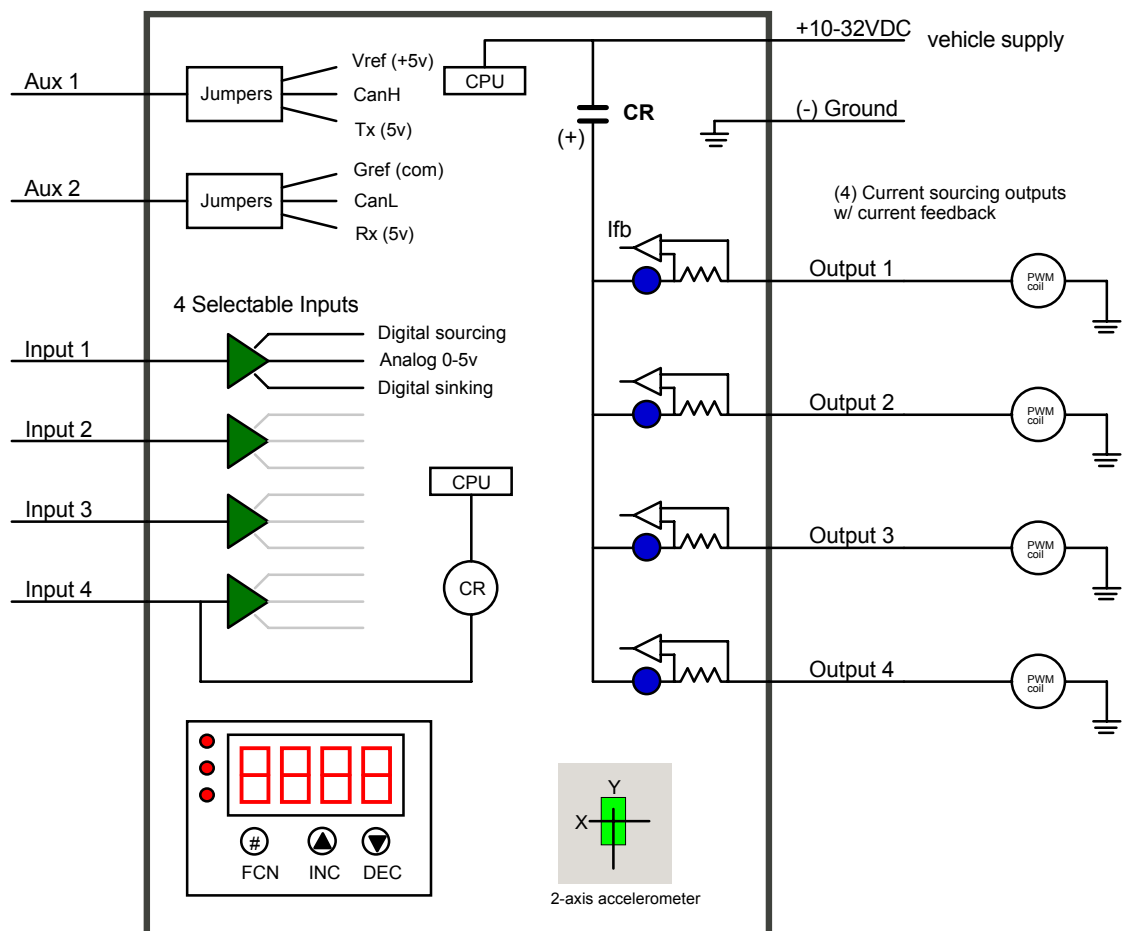 +10-32VDC
vehicle supply
Aux 1
Jumpers
Vref (+5v)
CanH
Tx (5v)
CPU
CR
(+)
(-) Ground
Aux 2
Jumpers
Gref (com)
CanL
Rx (5v)
(4) Current sourcing outputs
w/ current feedback
Ifb
Output 1
PWM
coil
4 Selectable Inputs
Input 1
Digital sourcing
Analog 0-5v
Digital sinking
Output 2
PWM
coil
Input 2
Input 3
CPU
Output 3
PWM
coil
Input 4
CR
Output 4
PWM
coil
#
FCN
INC
DEC
Y
X
2-axis accelerometer